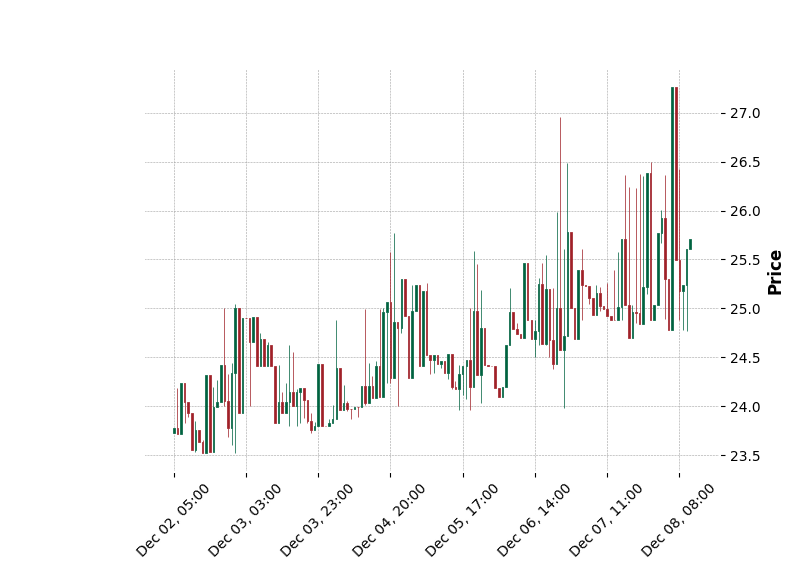 27.0
26.5
26.0
25.5
25.0
24.5
24.0
23.5
Price
Dec 02, 05:00
Dec 03, 03:00
Dec 03, 23:00
Dec 04, 20:00
Dec 05, 17:00
Dec 06, 14:00
Dec 07, 11:00
Dec 08, 08:00